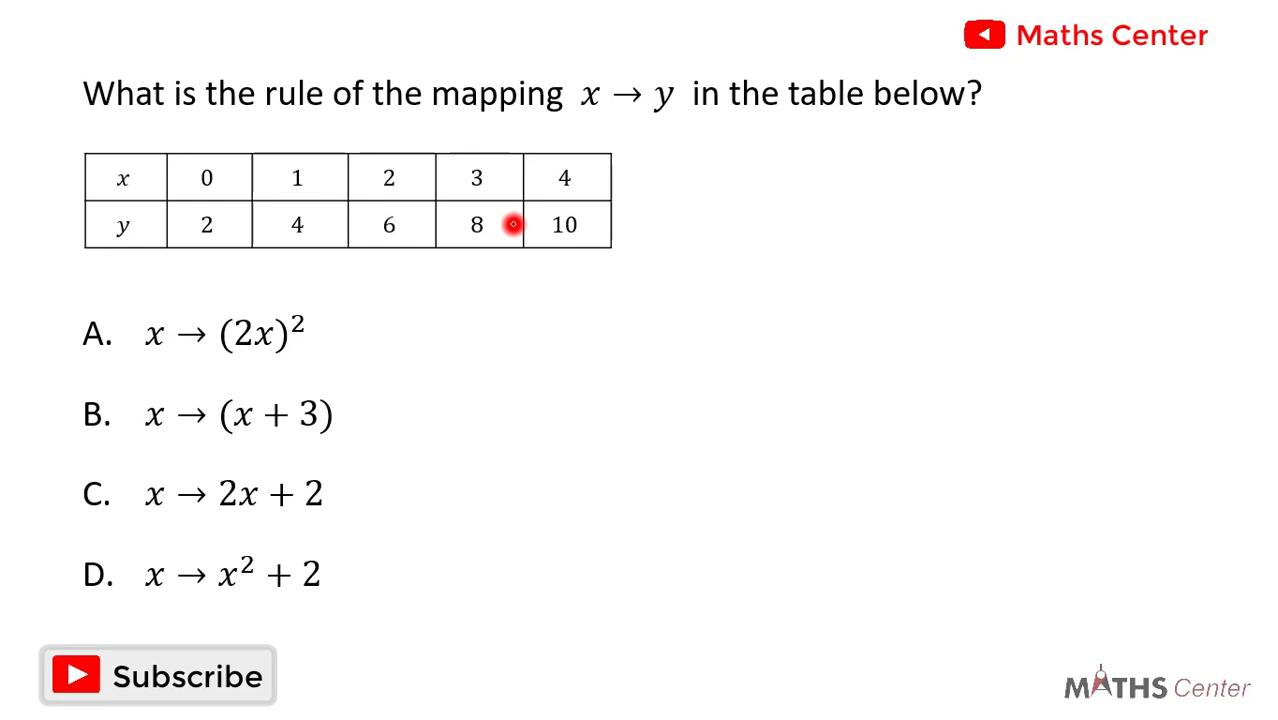 Maths Center
What is the rule of the mapping x → y in the table below?
x 0 1 2 3 4
y 2 4 6 8 10
A. x → (2x)²
B. x → (x + 3)
C. x → 2x + 2
D. x → x² + 2
Subscribe
MATHS Center